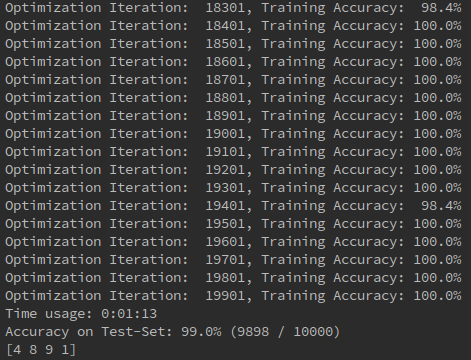 Optimization Iteration:  18301, Training Accuracy:  98.4%
Optimization Iteration:  18401, Training Accuracy: 100.0%
Optimization Iteration:  18501, Training Accuracy: 100.0%
Optimization Iteration:  18601, Training Accuracy: 100.0%
Optimization Iteration:  18701, Training Accuracy: 100.0%
Optimization Iteration:  18801, Training Accuracy: 100.0%
Optimization Iteration:  18901, Training Accuracy: 100.0%
Optimization Iteration:  19001, Training Accuracy: 100.0%
Optimization Iteration:  19101, Training Accuracy: 100.0%
Optimization Iteration:  19201, Training Accuracy: 100.0%
Optimization Iteration:  19301, Training Accuracy: 100.0%
Optimization Iteration:  19401, Training Accuracy:  98.4%
Optimization Iteration:  19501, Training Accuracy: 100.0%
Optimization Iteration:  19601, Training Accuracy: 100.0%
Optimization Iteration:  19701, Training Accuracy: 100.0%
Optimization Iteration:  19801, Training Accuracy: 100.0%
Optimization Iteration:  19901, Training Accuracy: 100.0%
Time usage: 0:01:13
Accuracy on Test-Set: 99.0% (9898 / 10000)
[4 8 9 1]